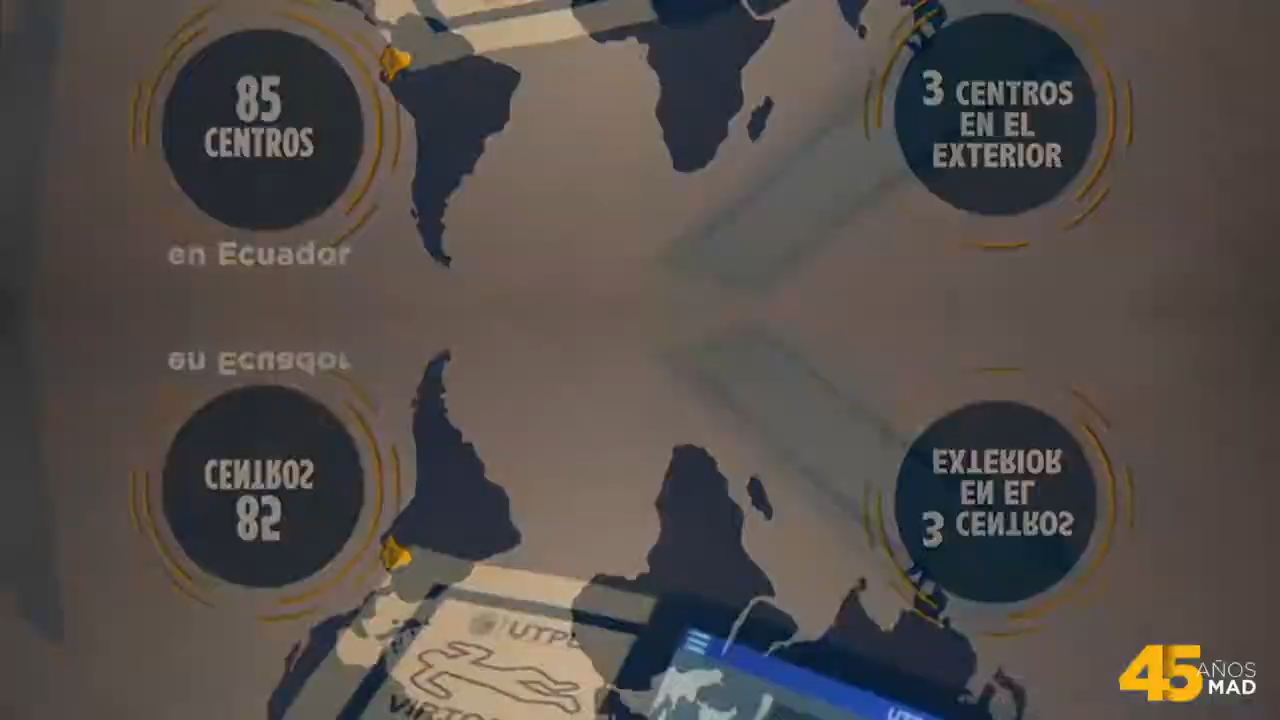 85
CENTROS
en Ecuador
3 CENTROS
EN EL
EXTERIOR
en Ecuador
CENTROS
85
EXTERIOR
EN EL
3 CENTROS
UTPL
45 AÑOS
MAD